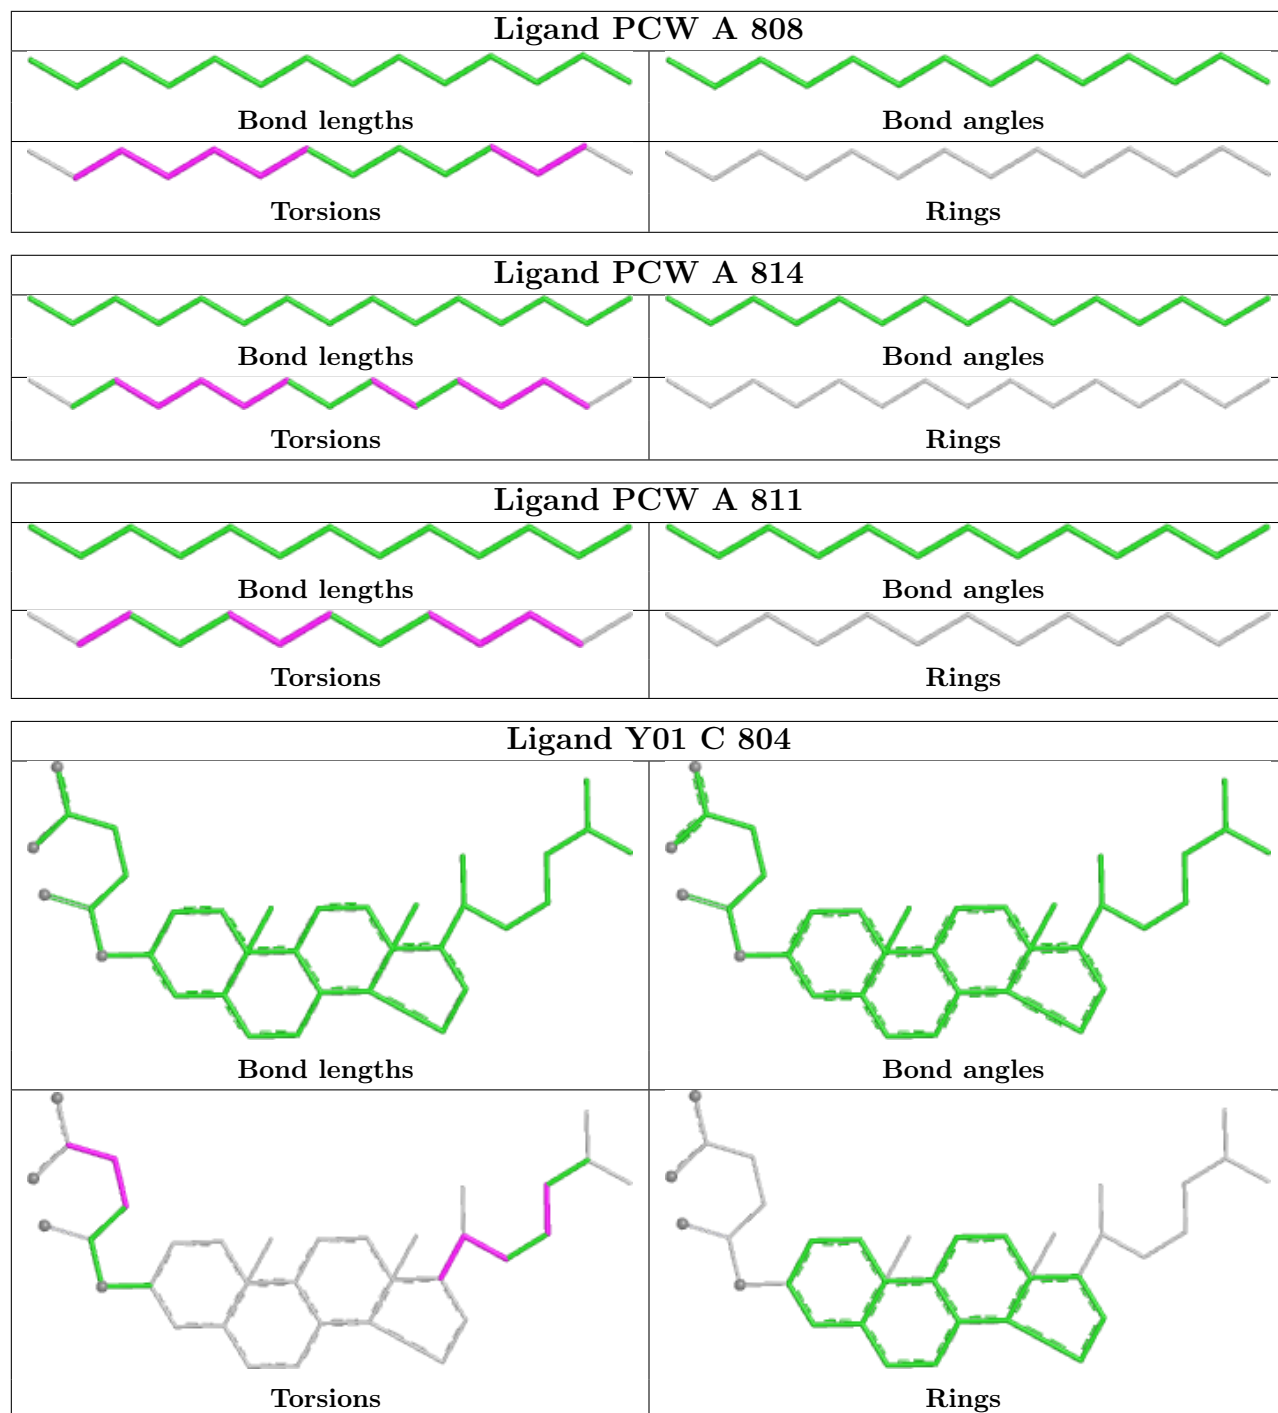 Ligand PCW A 808
Bond lengths Bond angles
Torsions Rings
Ligand PCW A 814
Bond lengths Bond angles
Torsions Rings
Ligand PCW A 811
Bond lengths Bond angles
Torsions Rings
Ligand Y01 C 804
Bond lengths Bond angles
Torsions Rings